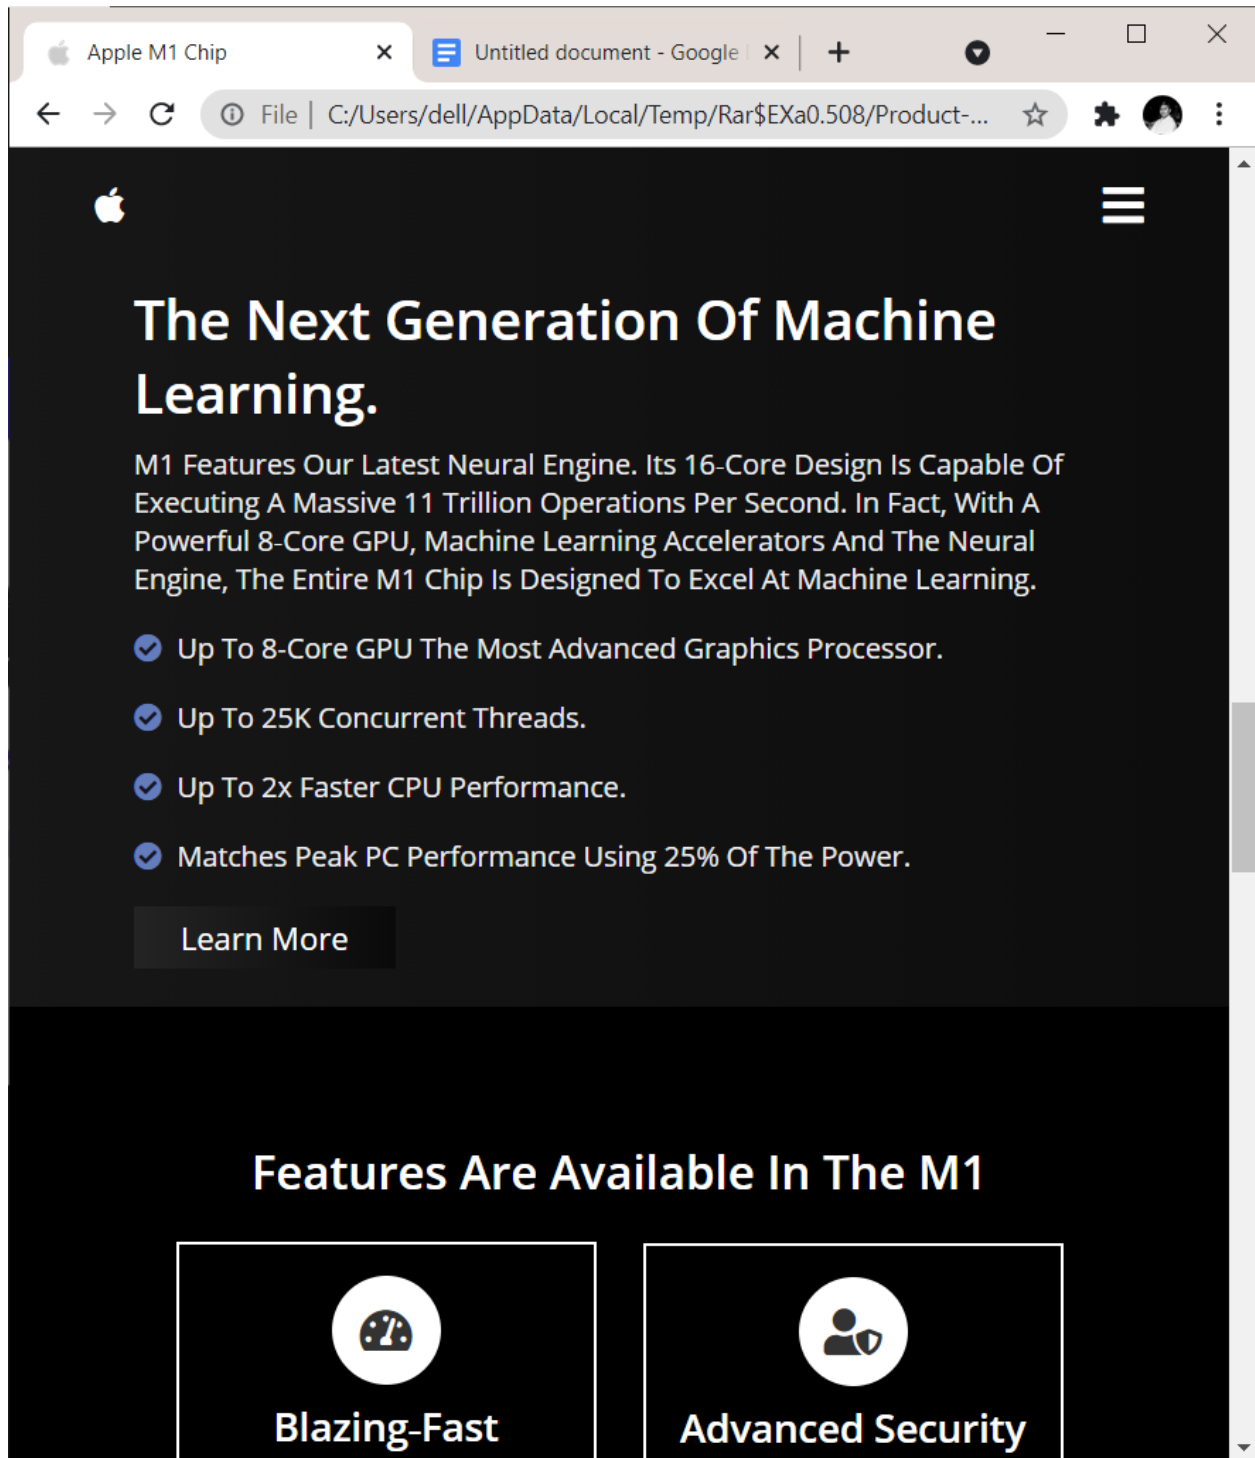 Apple M1 Chip
Untitled document - Google
File | C:/Users/dell/AppData/Local/Temp/Rar$EXa0.508/Product-...
The Next Generation Of Machine
Learning.
M1 Features Our Latest Neural Engine. Its 16-Core Design Is Capable Of
Executing A Massive 11 Trillion Operations Per Second. In Fact, With A
Powerful 8-Core GPU, Machine Learning Accelerators And The Neural
Engine, The Entire M1 Chip Is Designed To Excel At Machine Learning.
Up To 8-Core GPU The Most Advanced Graphics Processor.
Up To 25K Concurrent Threads.
Up To 2x Faster CPU Performance.
Matches Peak PC Performance Using 25% Of The Power.
Learn More
Features Are Available In The M1
Blazing-Fast
Advanced Security